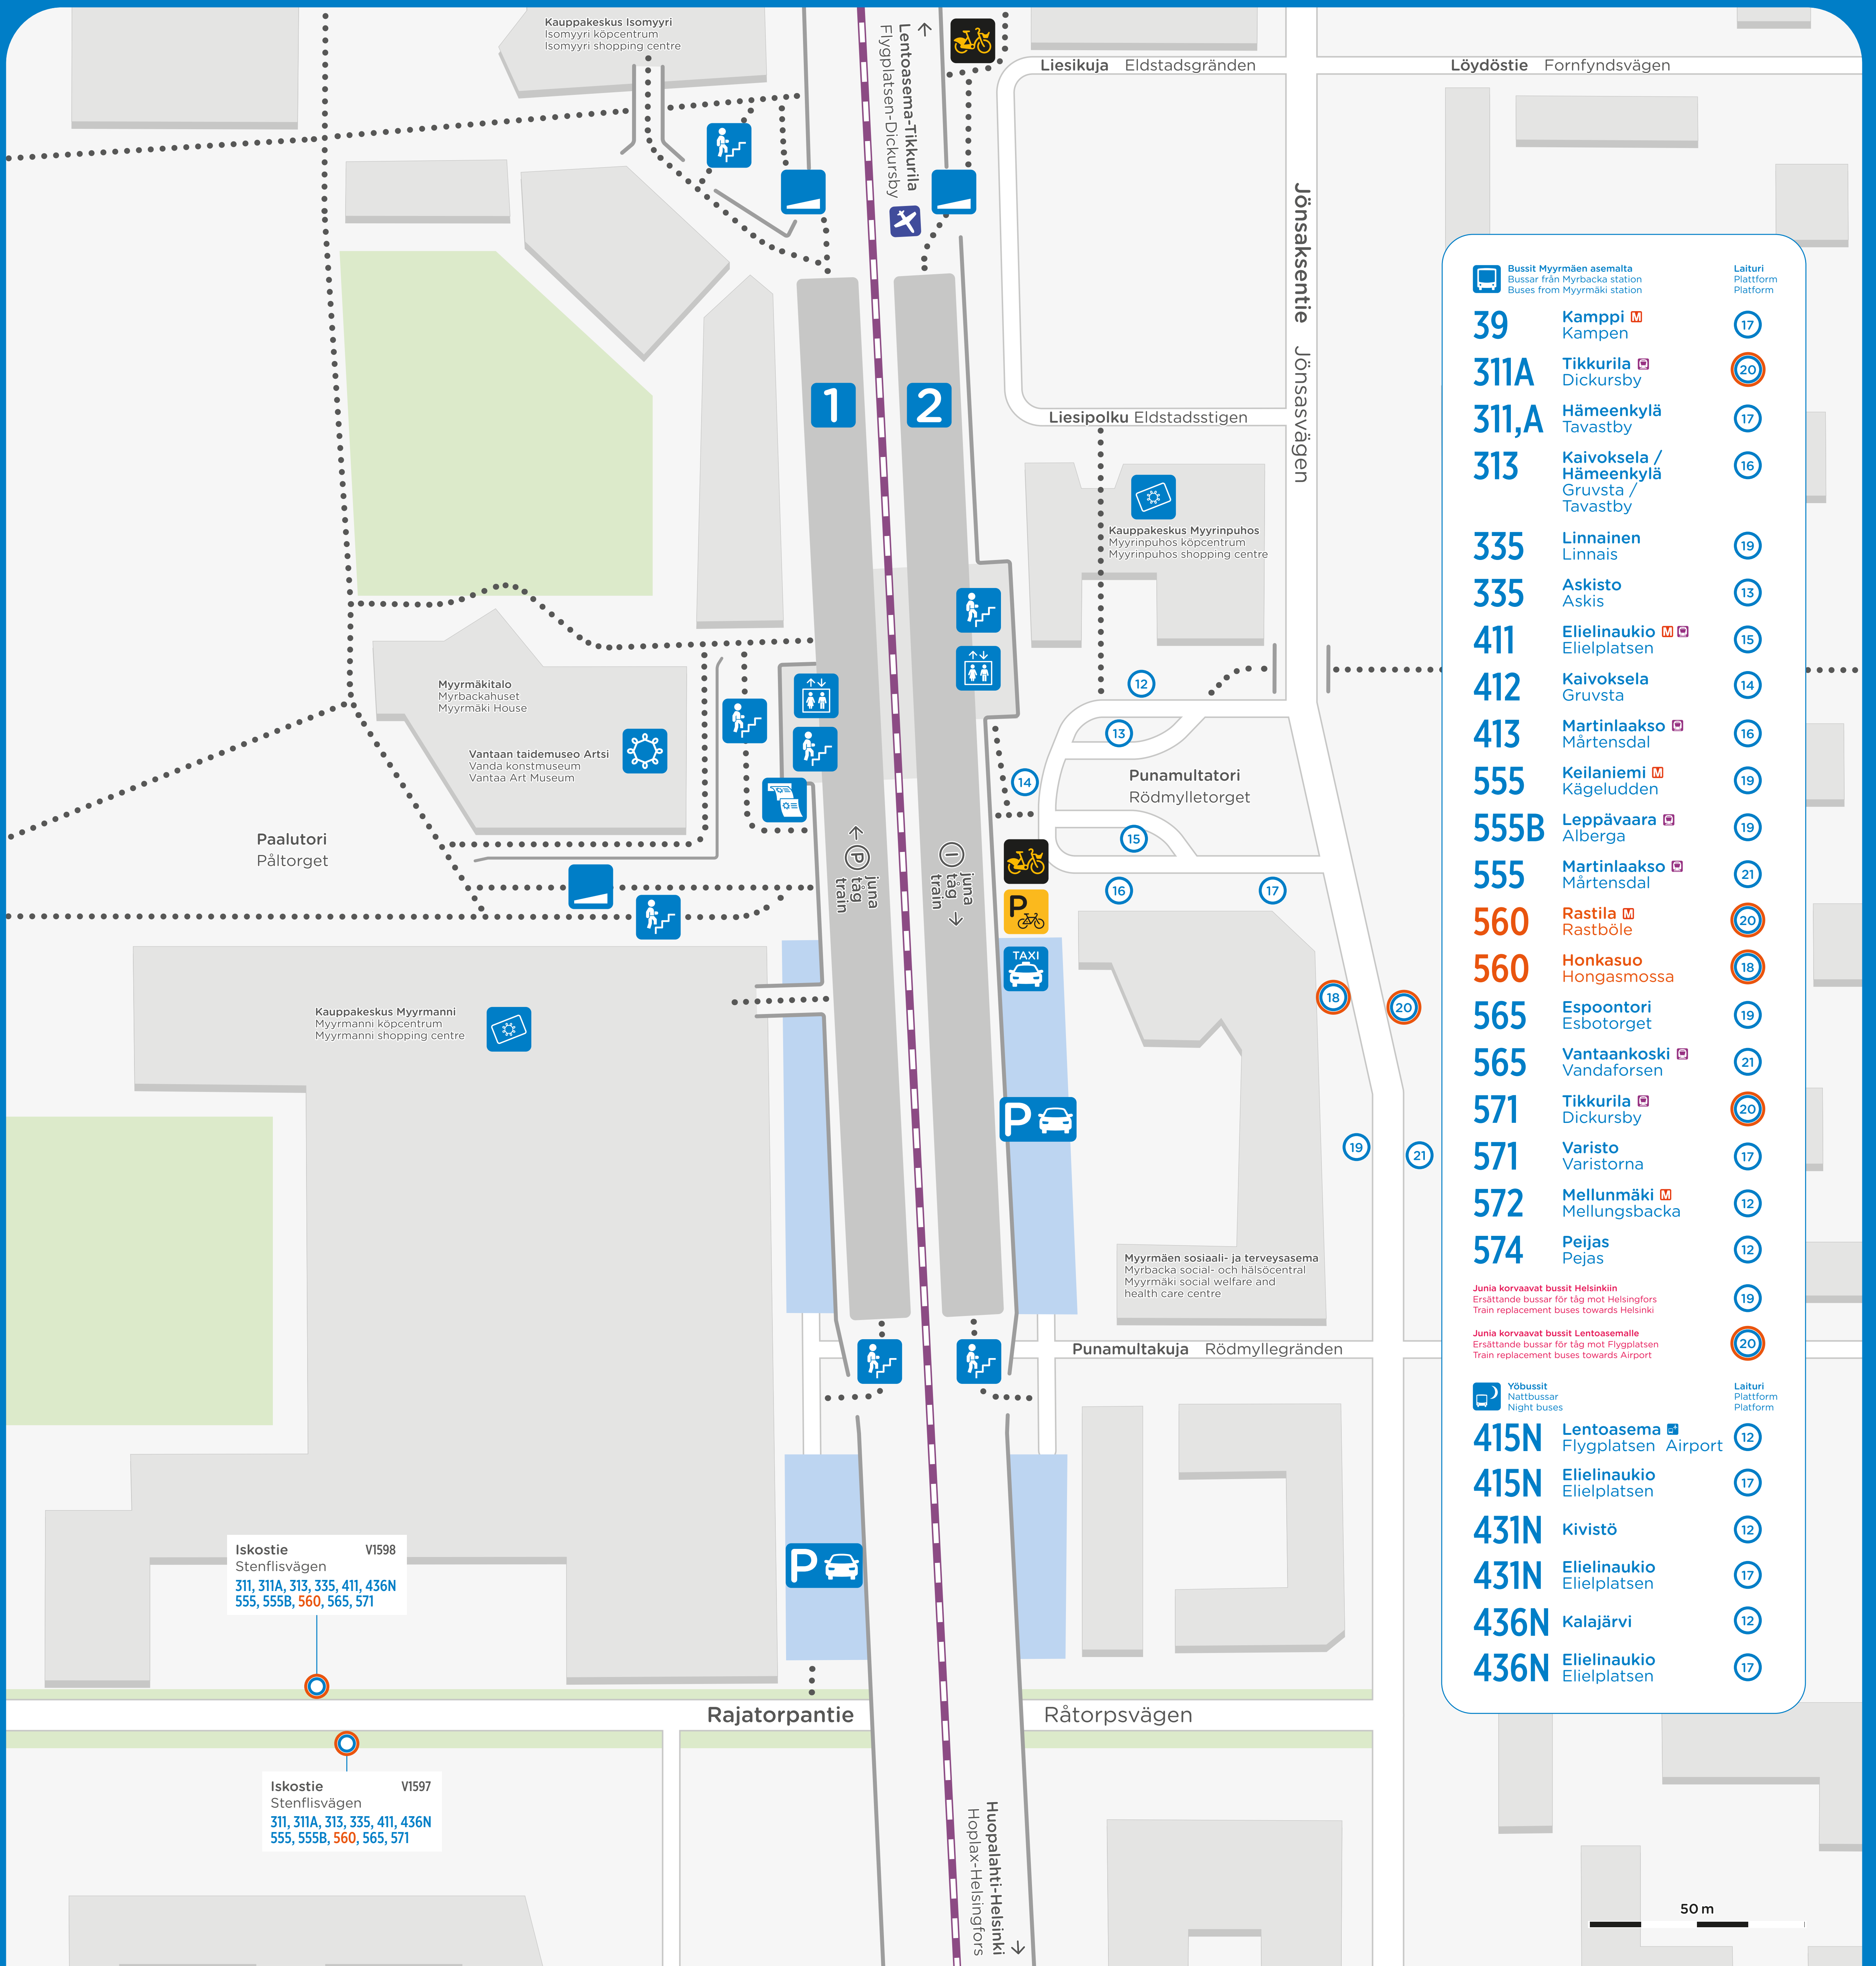 Kauppakeskus Isomyyri
Isomyyri köpcentrum
Isomyyri shopping centre
Lentoasema-Tikkurila
Flygplatsen-Dickursby
Liesikuja Eldstadsgränden
Löydöstie Fornfyndsvägen
Jönsaksentie Jönsasvägen
1
2
Liesipolku Eldstadsstigen
Kauppakeskus Myyrinpuhos
Myyrinpuhos köpcentrum
Myyrinpuhos shopping centre
Myyrmäkitalo
Myrbackahuset
Myyrmäki House
Vantaan taidemuseo Artsi
Vanda konstmuseum
Vantaa Art Museum
12
13
14
Punamultatori
Rödmylletorget
15
16
17
Paalutori
Påltorget
P
juna
tåg
train
I
juna
tåg
train
P
TAXI
Kauppakeskus Myyrmanni
Myyrmanni köpcentrum
Myyrmanni shopping centre
18
20
P
19
21
Myyrmäen sosiaali- ja terveysasema
Myrbacka social- och hälsöcentral
Myyrmäki social welfare and
health care centre
Punamultakuja Rödmyllegränden
P
Iskostie V1598
Stenflisvägen
311, 311A, 313, 335, 411, 436N
555, 555B, 560, 565, 571
Rajatorpantie Råtorpsvägen
Iskostie V1597
Stenflisvägen
311, 311A, 313, 335, 411, 436N
555, 555B, 560, 565, 571
Huopalahti-Helsinki
Hoplax-Helsingfors
Bussit Myyrmäen asemalta Laituri
Bussar från Myrbacka station Plattform
Buses from Myyrmäki station Platform
39 Kamppi M 17
Kampen
311A Tikkurila 20
Dickursby
311,A Hämeenkylä 17
Tavastby
313 Kaivoksela / 16
Hämeenkylä
Gruvsta /
Tavastby
335 Linnainen 19
Linnais
335 Askisto 13
Askis
411 Elielinaukio M 15
Elielplatsen
412 Kaivoksela 14
Gruvsta
413 Martinlaakso 16
Mårtensdal
555 Keilaniemi M 19
Kägeludden
555B Leppävaara 19
Alberga
555 Martinlaakso 21
Mårtensdal
560 Rastila M 20
Rastböle
560 Honkasuo 18
Hongasmossa
565 Espoontori 19
Esbotorget
565 Vantaankoski 21
Vandaforsen
571 Tikkurila 20
Dickursby
571 Varisto 17
Varistorna
572 Mellunmäki M 12
Mellungsbacka
574 Peijas 12
Pejas
Junia korvaavat bussit Helsinkiin 19
Ersättande bussar för tåg mot Helsingfors
Train replacement buses towards Helsinki
Junia korvaavat bussit Lentoasemalle 20
Ersättande bussar för tåg mot Flygplatsen
Train replacement buses towards Airport
Yöbussit Laituri
Nattbussar Plattform
Night buses Platform
415N Lentoasema 12
Flygplatsen Airport
415N Elielinaukio 17
Elielplatsen
431N Kivistö 12
431N Elielinaukio 17
Elielplatsen
436N Kalajärvi 12
436N Elielinaukio 17
Elielplatsen
50 m